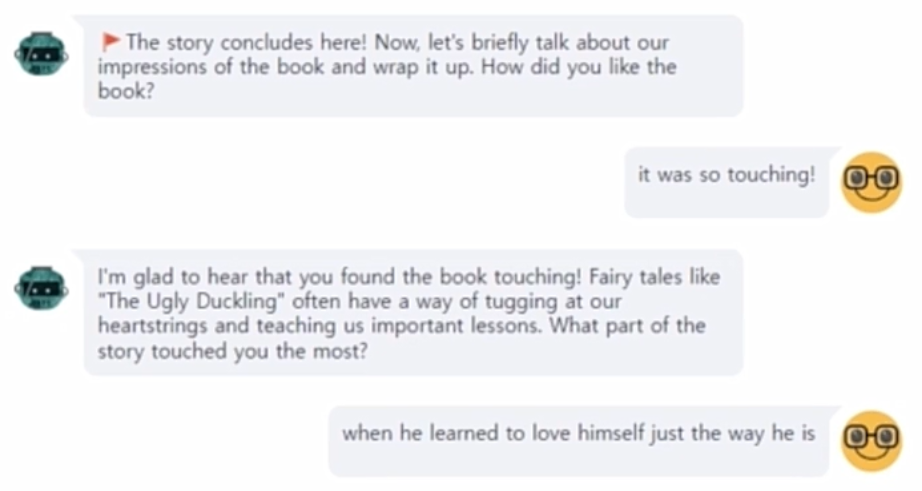 🚩The story concludes here! Now, let's briefly talk about our
impressions of the book and wrap it up. How did you like the
book?
it was so touching!
I'm glad to hear that you found the book touching! Fairy tales like
"The Ugly Duckling" often have a way of tugging at our
heartstrings and teaching us important lessons. What part of the
story touched you the most?
when he learned to love himself just the way he is